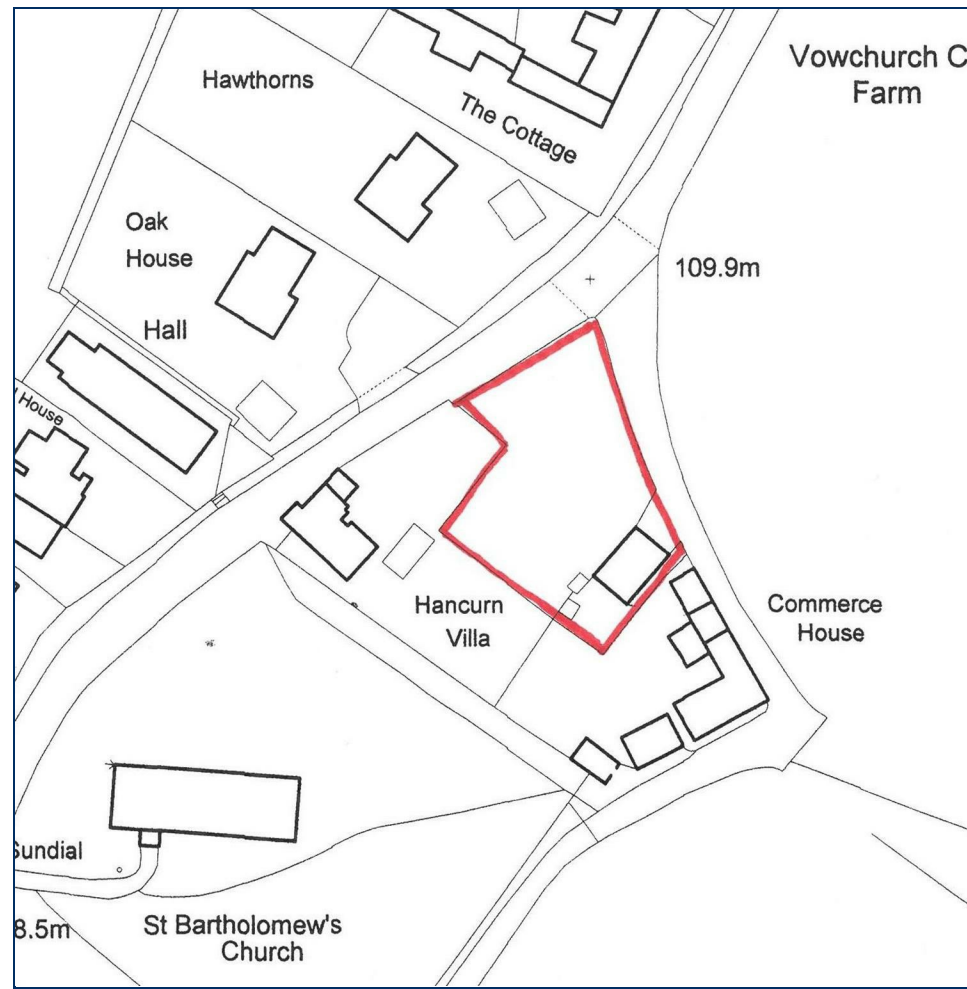 Vowchurch C
Farm
Hawthorns
The Cottage
Oak
House
109.9m
Hall
House
Hancurn
Villa
Commerce
House
Sundial
8.5m
St Bartholomew's
Church